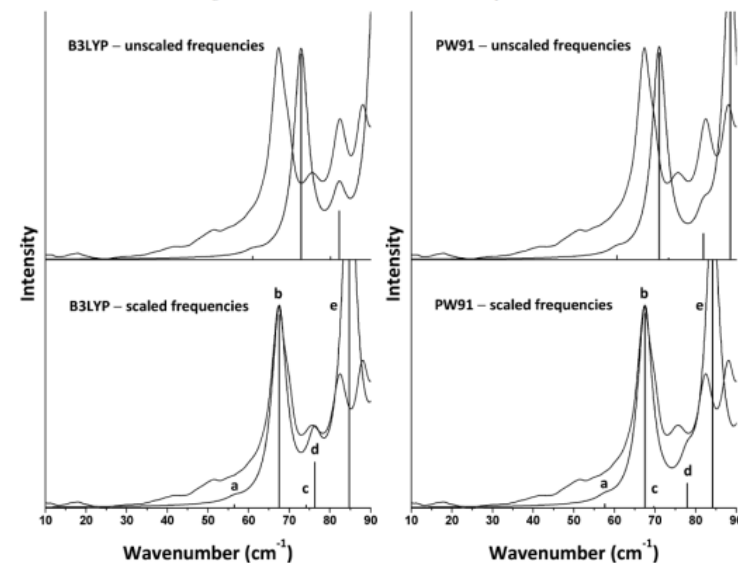 B3LYP – unscaled frequencies
PW91 – unscaled frequencies
Intensity
Intensity
B3LYP – scaled frequencies
b
e
a
c
d
PW91 – scaled frequencies
b
e
a
c
d
10 20 30 40 50 60 70 80 90
10 20 30 40 50 60 70 80 90
Wavenumber (cm⁻¹)
Wavenumber (cm⁻¹)